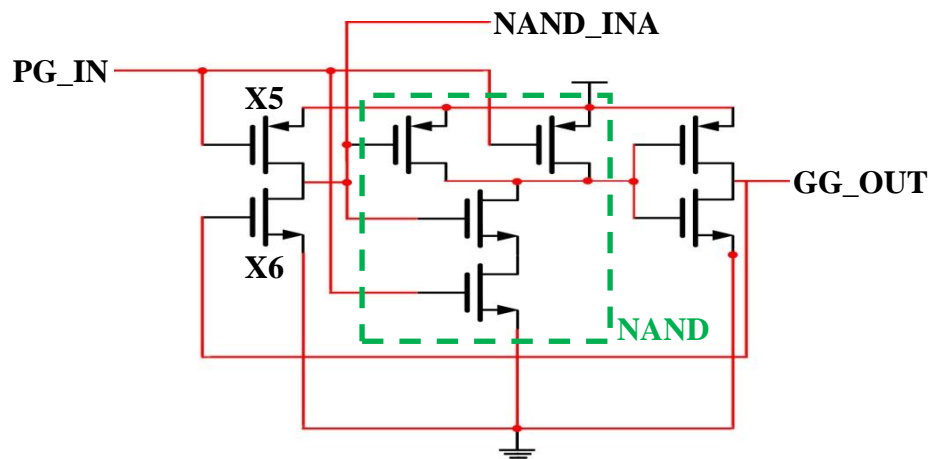 NAND_INA
PG_IN
X5
GG_OUT
X6
NAND